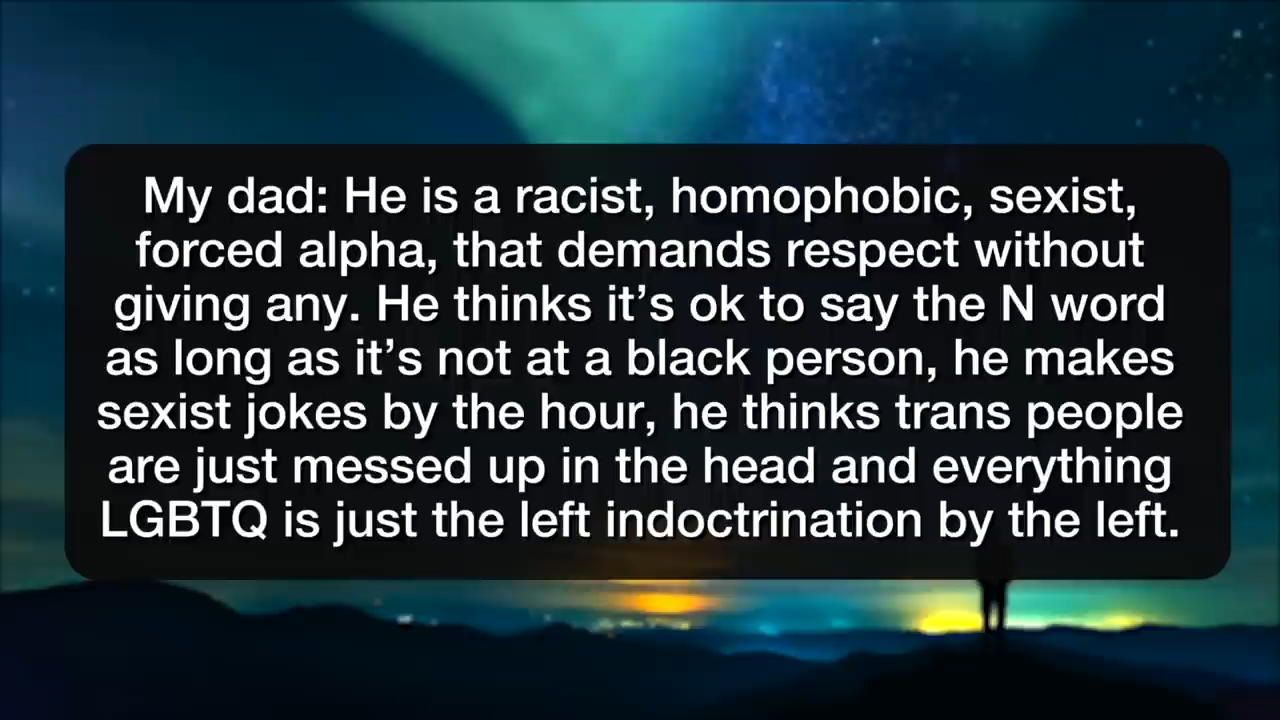 My dad: He is a racist, homophobic, sexist,
forced alpha, that demands respect without
giving any. He thinks it’s ok to say the N word
as long as it’s not at a black person, he makes
sexist jokes by the hour, he thinks trans people
are just messed up in the head and everything
LGBTQ is just the left indoctrination by the left.